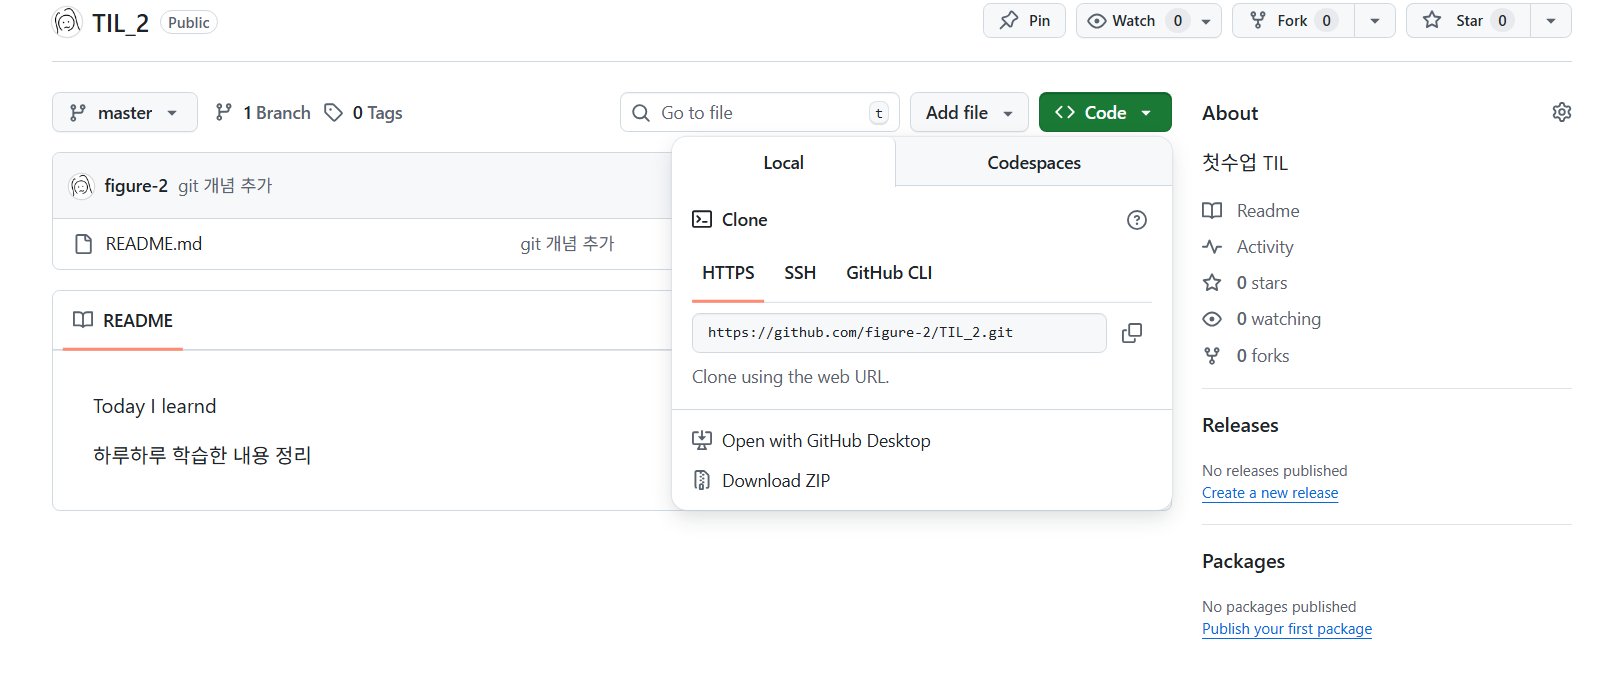 TIL_2 Public
Pin Watch 0 Fork 0 Star 0
master 1 Branch 0 Tags
Go to file t Add file Code
figure-2 git 개념 추가
README.md git 개념 추가
README
Today I learnd
하루하루 학습한 내용 정리
Local Codespaces
Clone
HTTPS SSH GitHub CLI
https://github.com/figure-2/TIL_2.git
Clone using the web URL.
Open with GitHub Desktop
Download ZIP
About
첫수업 TIL
Readme
Activity
0 stars
0 watching
0 forks
Releases
No releases published
Create a new release
Packages
No packages published
Publish your first package